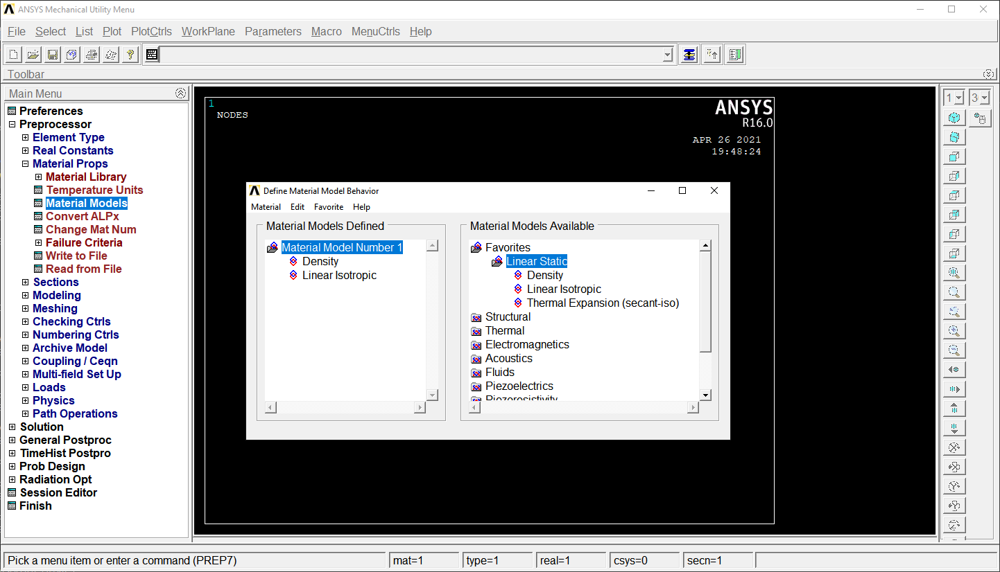 ANSYS Mechanical Utility Menu
File Select List Plot PlotCtrls WorkPlane Parameters Macro MenuCtrls Help
Toolbar
Main Menu
Preferences
Preprocessor
Element Type
Real Constants
Material Props
Material Library
Temperature Units
Material Models
Convert ALPx
Change Mat Num
Failure Criteria
Write to File
Read from File
Sections
Modeling
Meshing
Checking Ctrls
Numbering Ctrls
Archive Model
Coupling / Ceqn
Multi-field Set Up
Loads
Physics
Path Operations
Solution
General Postproc
TimeHist Postpro
Prob Design
Radiation Opt
Session Editor
Finish
1
NODES
ANSYS
R16.0
APR 26 2021
19:48:24
Define Material Model Behavior
Material Edit Favorite Help
Material Models Defined
Material Model Number 1
Density
Linear Isotropic
Material Models Available
Favorites
Linear Static
Density
Linear Isotropic
Thermal Expansion (secant-iso)
Structural
Thermal
Electromagnetics
Acoustics
Fluids
Piezoelectrics
Piezoresistivity
1 3
Pick a menu item or enter a command (PREP7) mat=1 type=1 real=1 csys=0 secn=1